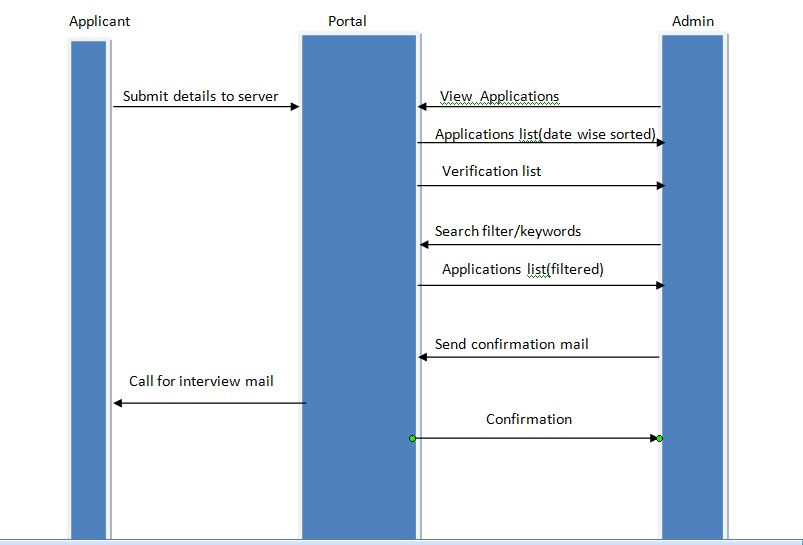 Applicant
Portal
Admin
Submit details to server
View Applications
Applications list(date wise sorted)
Verification list
Search filter/keywords
Applications list(filtered)
Send confirmation mail
Call for interview mail
Confirmation